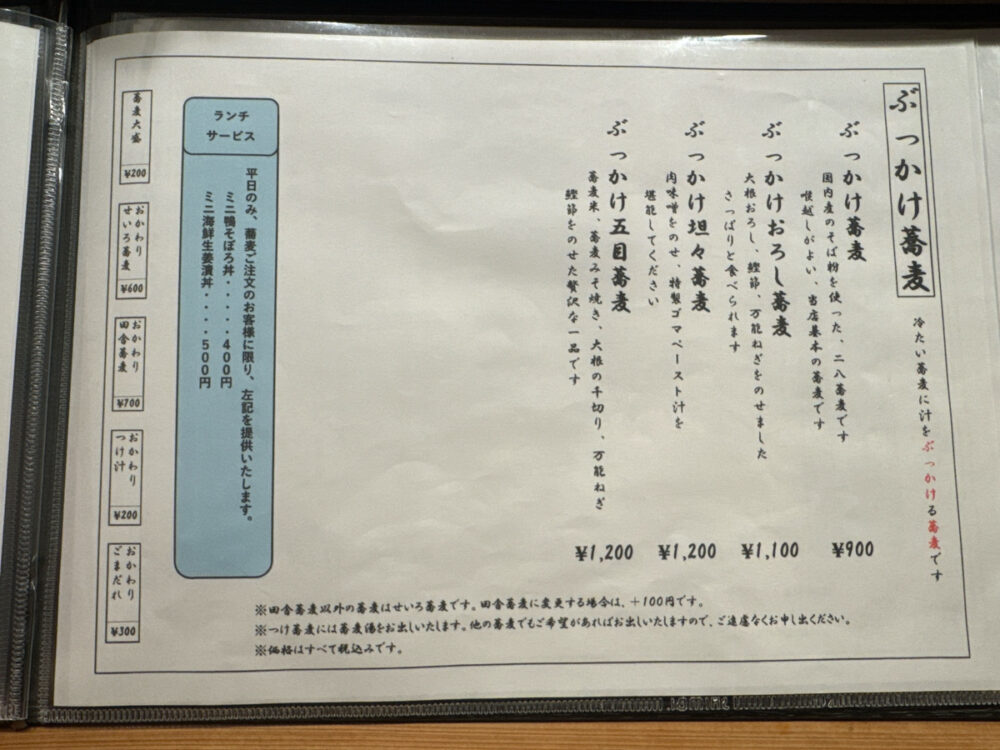 ぶっかけ蕎麦
冷たい蕎麦に汁をぶっかける蕎麦です
ぶっかけ蕎麦
国内産のそば粉を使った、二八蕎麦です
喉越しがよい、当店基本の蕎麦です
¥900
ぶっかけおろし蕎麦
大根おろし、鰹節、万能ねぎをのせました
さっぱりと食べられます
¥1,100
ぶっかけ坦々蕎麦
肉味噌をのせ、特製ゴマペースト汁を
堪能してください
¥1,200
ぶっかけ五目蕎麦
蕎麦米、蕎麦みそ焼き、大根の千切り、万能ねぎ
鰹節をのせた贅沢な一品です
¥1,200
ランチ
サービス
平日のみ、蕎麦ご注文のお客様に限り、左記を提供いたします。
ミニ鴨そぼろ丼・・・・・400円
ミニ海鮮生姜漬丼・・・・500円
蕎麦大盛
¥200
おかわり
せいろ蕎麦
¥600
おかわり
田舎蕎麦
¥700
おかわり
つけ汁
¥200
おかわり
ごまだれ
¥300
※田舎蕎麦以外の蕎麦はせいろ蕎麦です。田舎蕎麦に変更する場合は、＋100円です。
※つけ蕎麦には蕎麦湯をお出しいたします。他の蕎麦でもご希望があればお出しいたしますので、ご遠慮なくお申し出ください。
※価格はすべて税込みです。